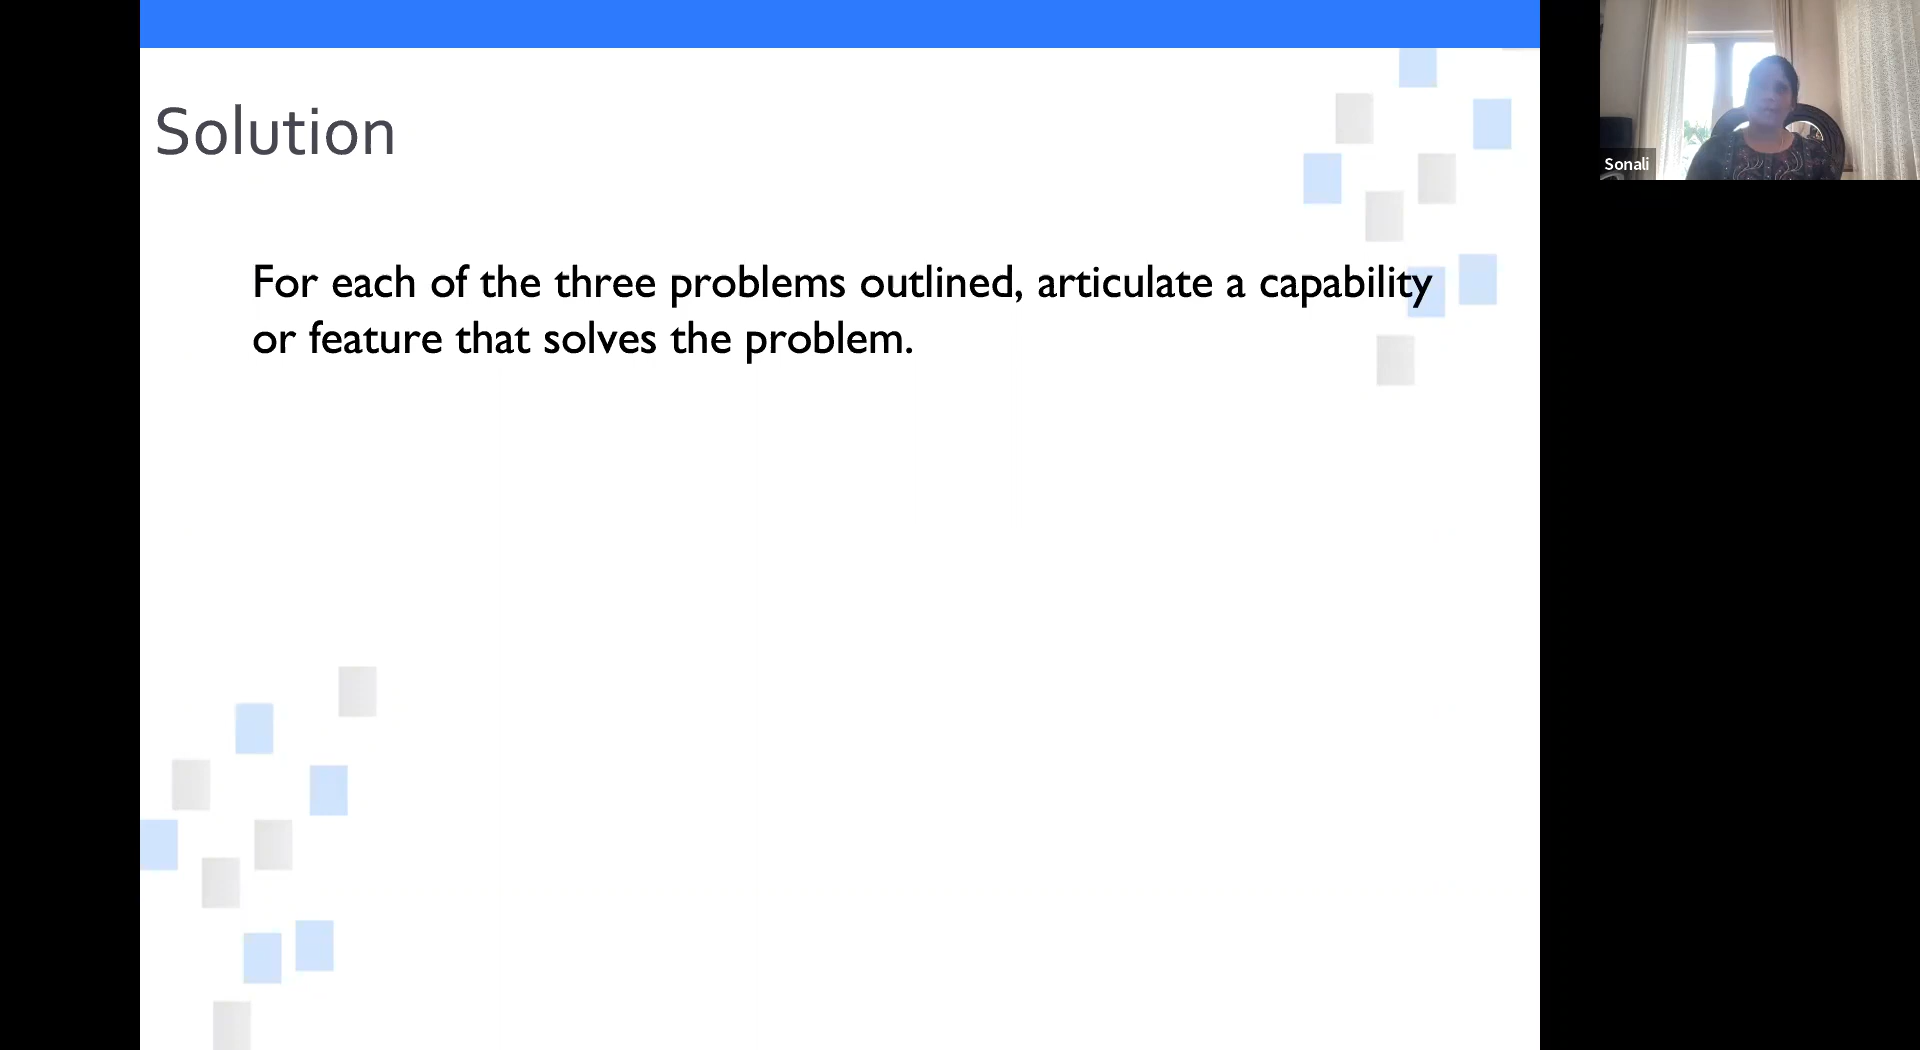 Solution
For each of the three problems outlined, articulate a capability
or feature that solves the problem.
Sonali